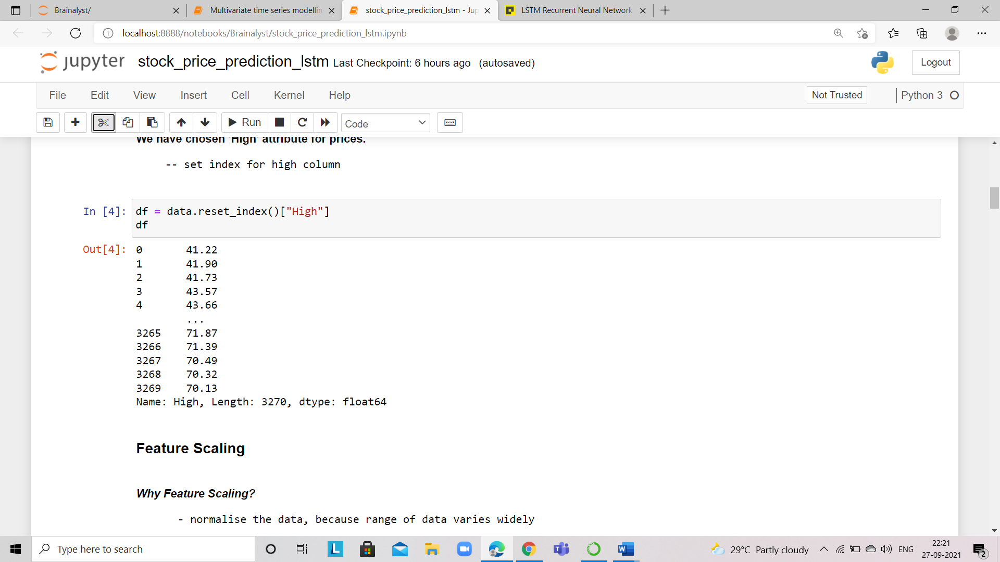 Brainalyst/
Multivariate time series modellin
stock_price_prediction_lstm - Jup
LSTM Recurrent Neural Network
localhost:8888/notebooks/Brainalyst/stock_price_prediction_lstm.ipynb
jupyter stock_price_prediction_lstm Last Checkpoint: 6 hours ago (autosaved)
Logout
File Edit View Insert Cell Kernel Help
Not Trusted
Python 3
Run
Code
We have chosen 'High' attribute for prices.
-- set index for high column
In [4]: df = data.reset_index()["High"]
df
Out[4]: 0 41.22
1 41.90
2 41.73
3 43.57
4 43.66
...
3265 71.87
3266 71.39
3267 70.49
3268 70.32
3269 70.13
Name: High, Length: 3270, dtype: float64
Feature Scaling
Why Feature Scaling?
- normalise the data, because range of data varies widely
Type here to search
29°C Partly cloudy
ENG
22:21
27-09-2021
2